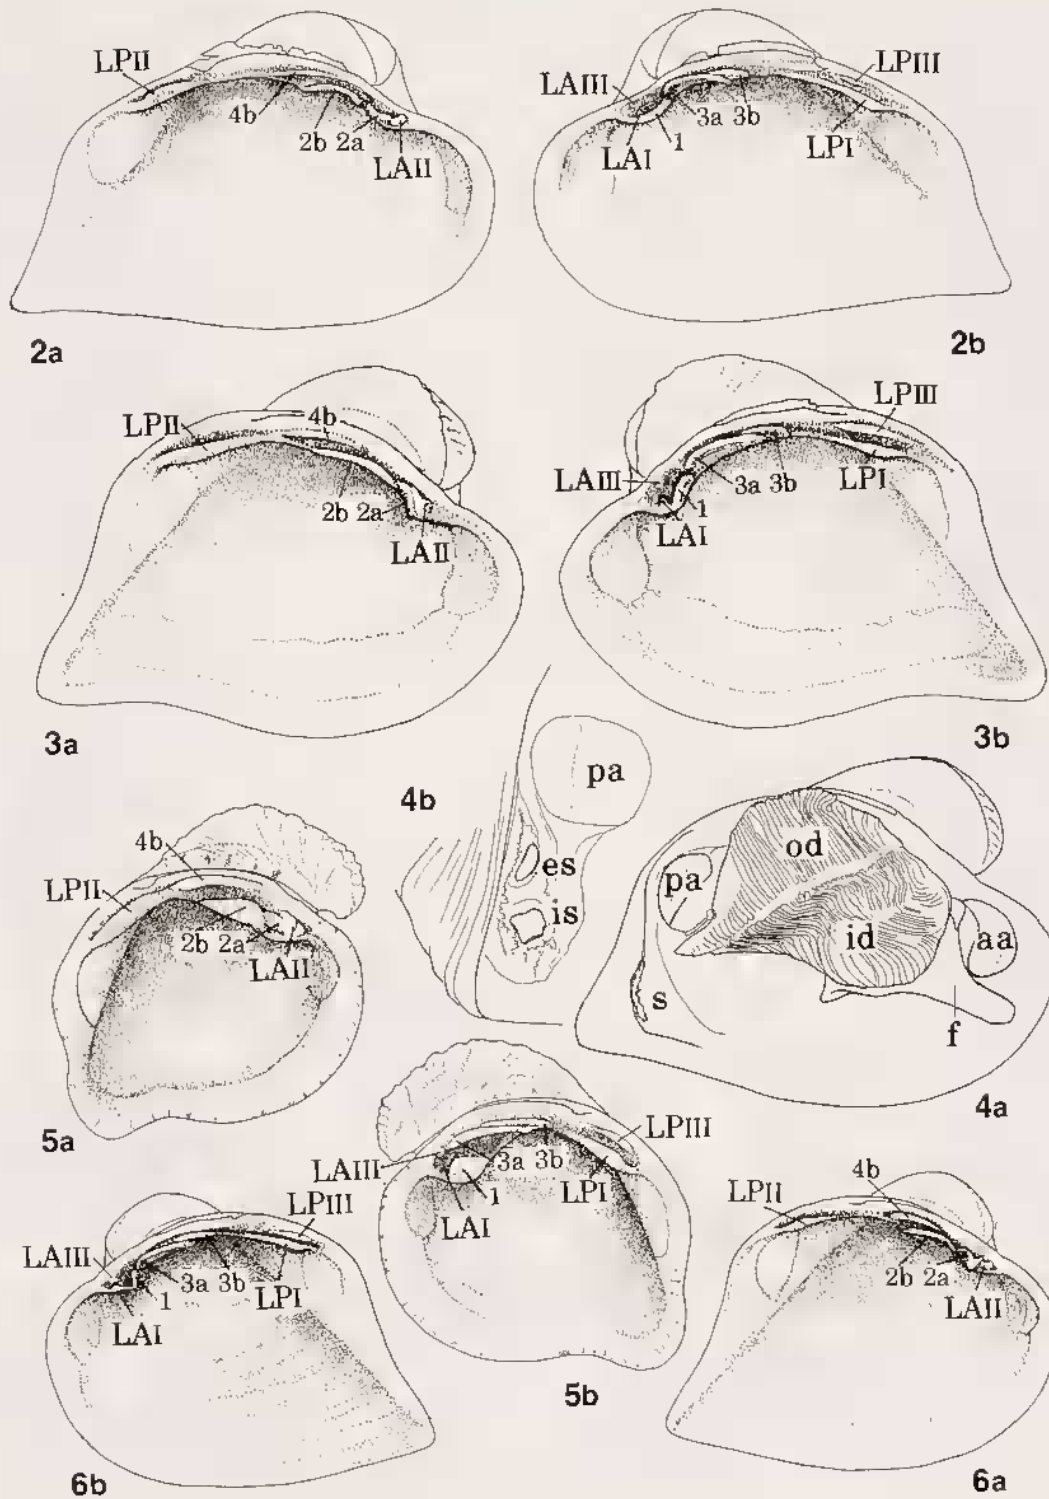 LPII
4b
2b 2a
LAII
2a
LAIII
LPIII
3a 3b
1
LAI
LPI
2b
LPII
4b
2b 2a
LAII
3a
LPIII
LAIII
3a 3b
LPI
1
LAI
3b
4b
pa
es
is
od
pa
id
aa
s
f
4a
4b
LPII
2b 2a
LAII
5a
LPIII
LAIII
3a 3b
1
LPI
LAI
5b
LPIII
LAIII
3a 3b
1
LPI
LAI
6b
4b
LPII
2b 2a
LAII
6a